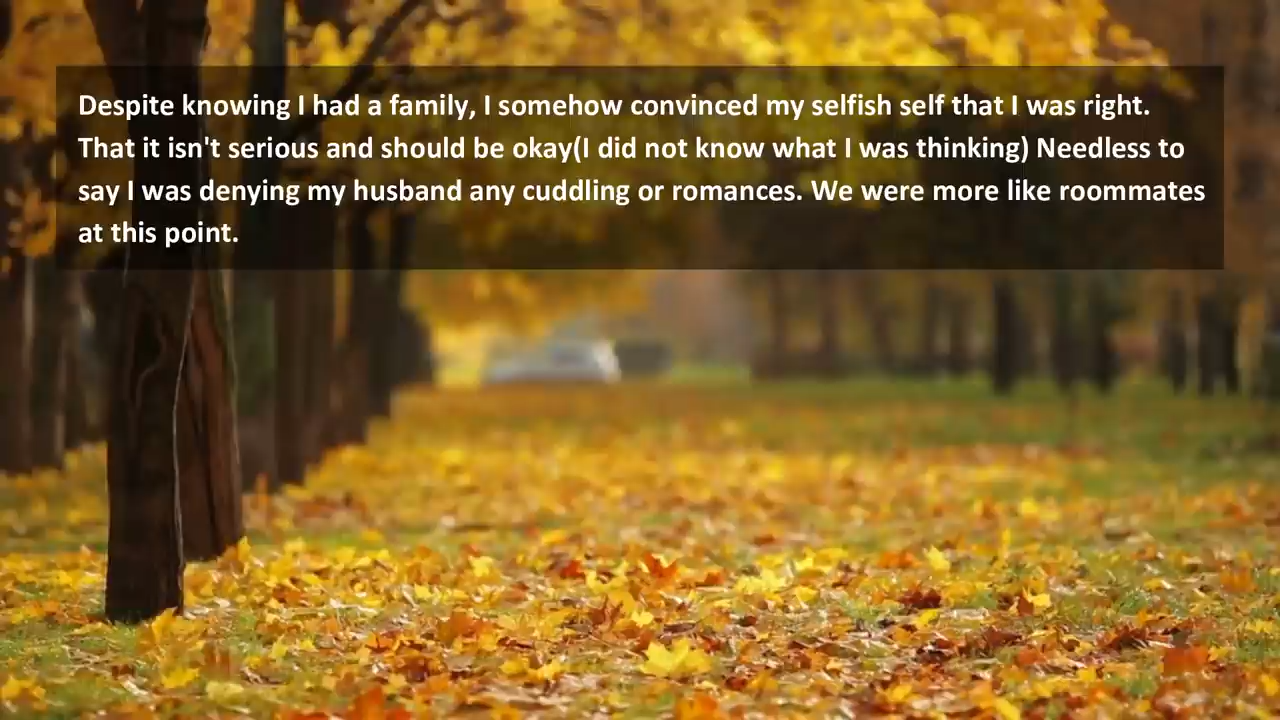 Despite knowing I had a family, I somehow convinced my selfish self that I was right.
That it isn't serious and should be okay(I did not know what I was thinking) Needless to
say I was denying my husband any cuddling or romances. We were more like roommates
at this point.